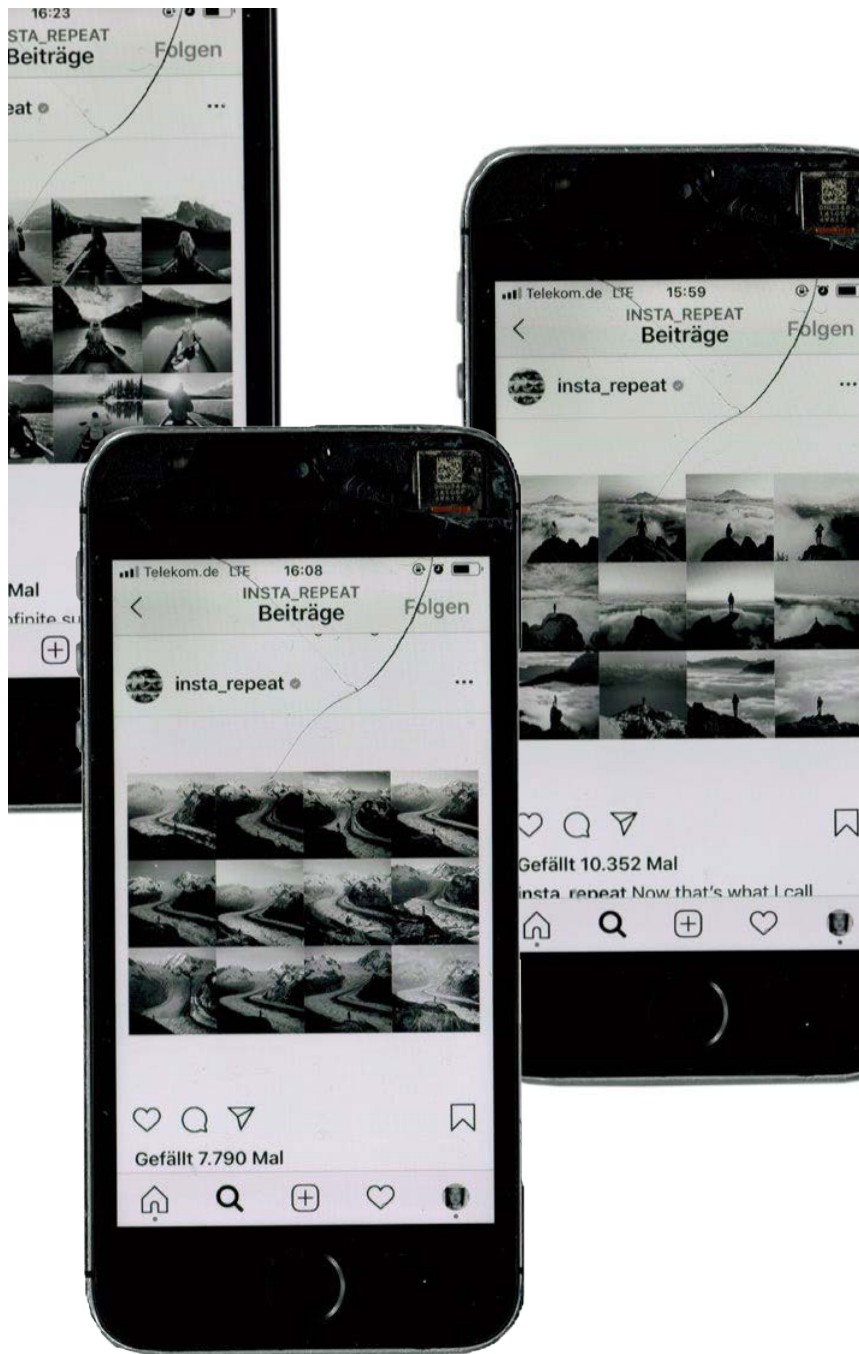 16:23
STA_REPEAT
Beiträge
Folgen
eat
Mal
finite su
Telekom.de LTE 15:59
INSTA_REPEAT
Beiträge
Folgen
insta_repeat
Gefällt 10.352 Mal
insta_repeat Now that's what I call
Telekom.de LTE 16:08
INSTA_REPEAT
Beiträge
Folgen
insta_repeat
Gefällt 7.790 Mal